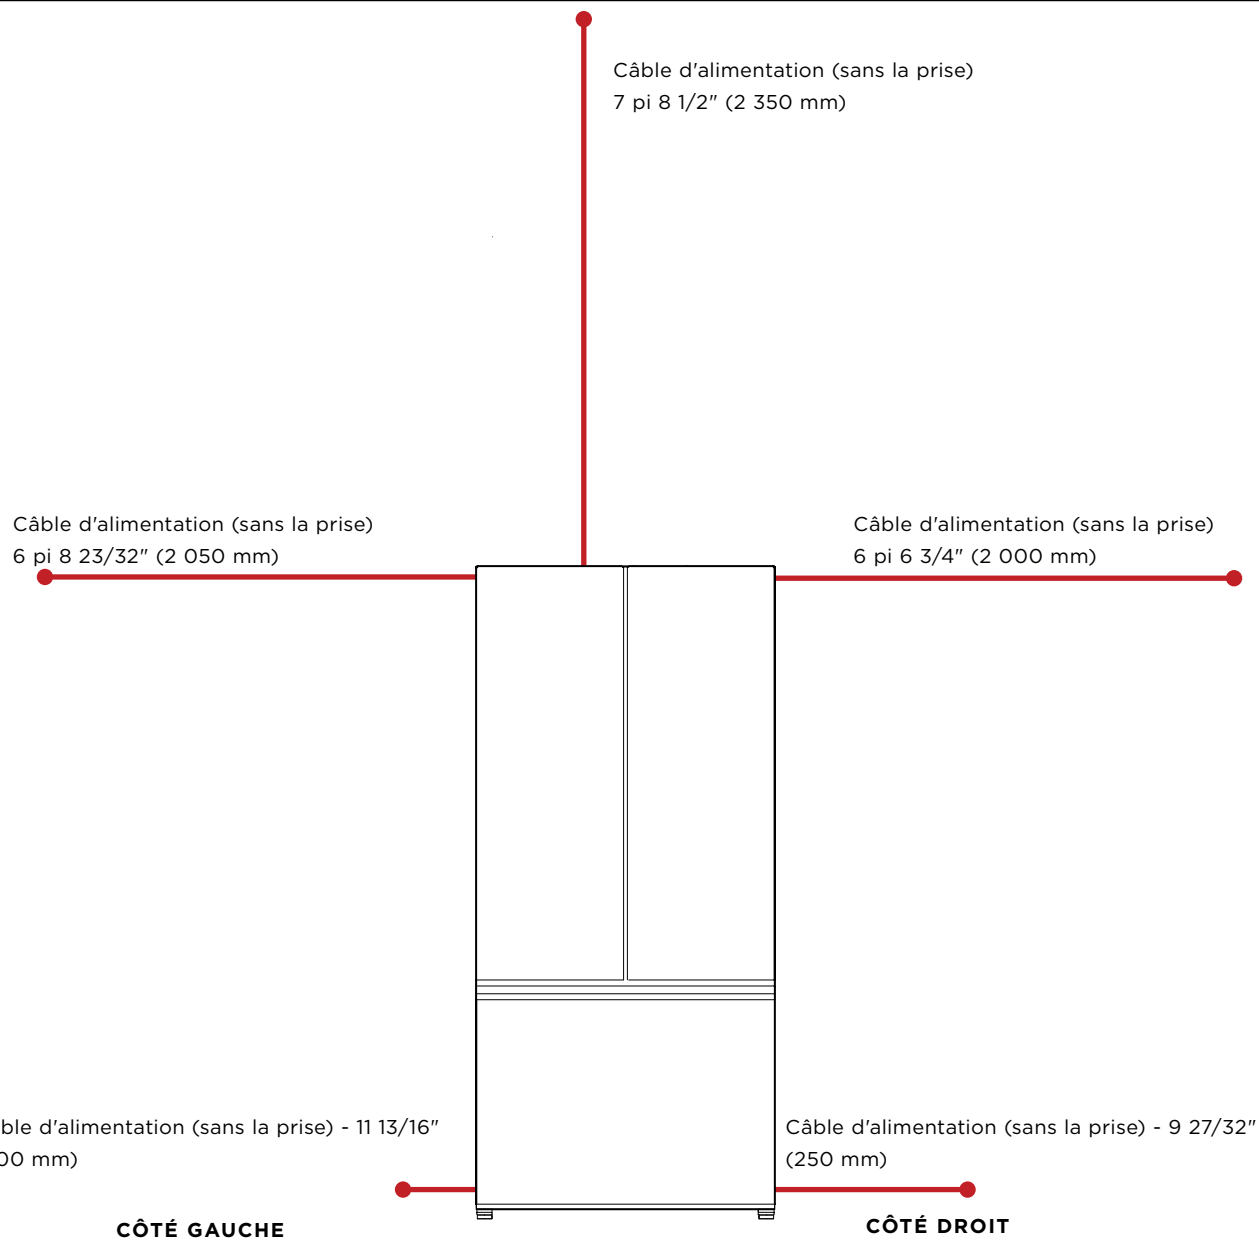 Câble d'alimentation (sans la prise)
7 pi 8 1/2" (2 350 mm)
Câble d'alimentation (sans la prise)
6 pi 8 23/32" (2 050 mm)
Câble d'alimentation (sans la prise)
6 pi 6 3/4" (2 000 mm)
d'alimentation (sans la prise) - 11 13/16"
mm)
Câble d'alimentation (sans la prise) - 9 27/32"
(250 mm)
CÔTÉ GAUCHE
CÔTÉ DROIT